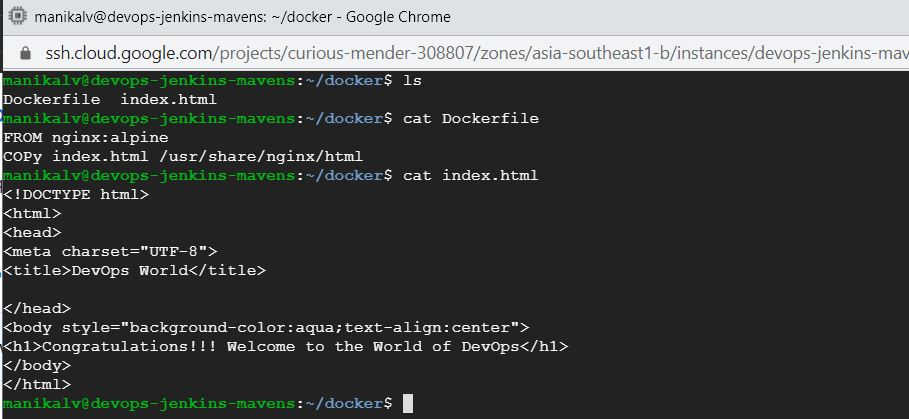 manikalv@devops-jenkins-mavens: ~/docker - Google Chrome
ssh.cloud.google.com/projects/curious-mender-308807/zones/asia-southeast1-b/instances/devops-jenkins-mav
manikalv@devops-jenkins-mavens:~/docker$ ls
Dockerfile  index.html
manikalv@devops-jenkins-mavens:~/docker$ cat Dockerfile
FROM nginx:alpine
COPy index.html /usr/share/nginx/html
manikalv@devops-jenkins-mavens:~/docker$ cat index.html
<!DOCTYPE html>
<html>
<head>
<meta charset="UTF-8">
<title>DevOps World</title>

</head>
<body style="background-color:aqua;text-align:center">
<h1>Congratulations!!! Welcome to the World of DevOps</h1>
</body>
</html>
manikalv@devops-jenkins-mavens:~/docker$